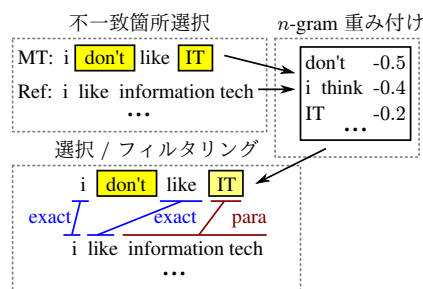 不一致箇所選択
MT: i don't like IT
Ref: i like information tech
•••
n-gram 重み付け
don't -0.5
i think -0.4
IT -0.2
•••
選択 / フィルタリング
i don't like IT
exact exact para
i like information tech
•••